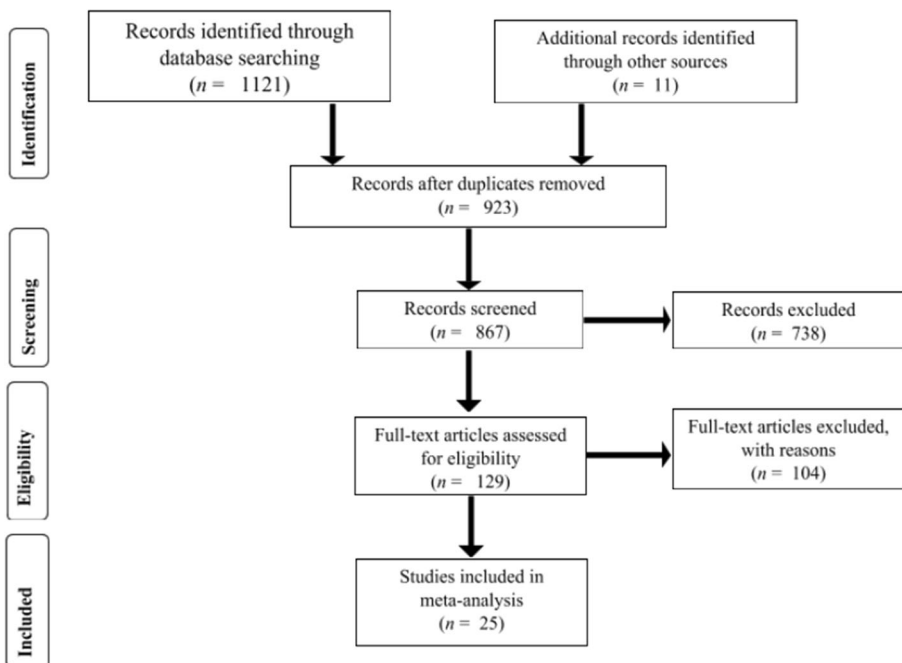 Identification
Records identified through
database searching
(n = 1121)
Additional records identified
through other sources
(n = 11)
Records after duplicates removed
(n = 923)
Screening
Records screened
(n = 867)
Records excluded
(n = 738)
Eligibility
Full-text articles assessed
for eligibility
(n = 129)
Full-text articles excluded,
with reasons
(n = 104)
Included
Studies included in
meta-analysis
(n = 25)